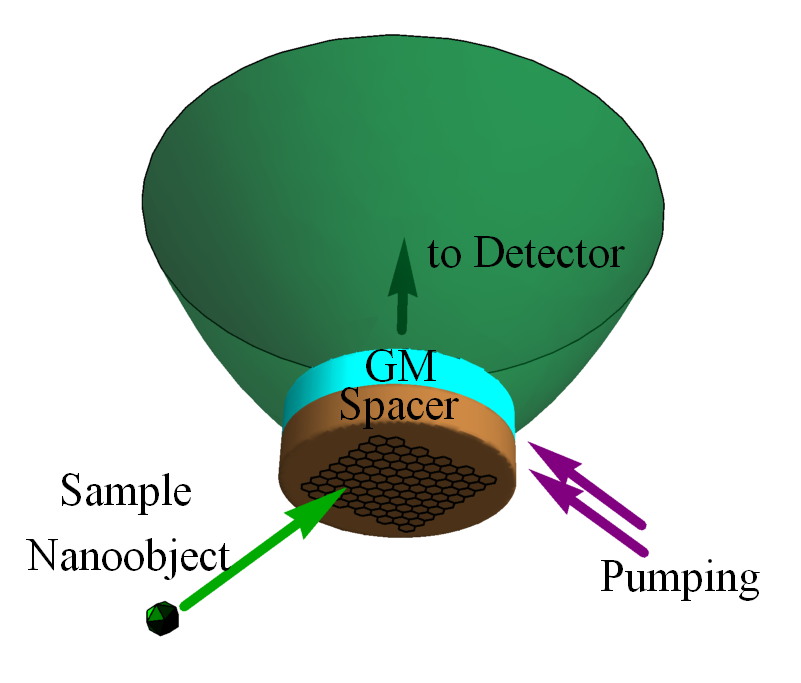 to Detector
GM
Spacer
Sample
Nanoobject
Pumping